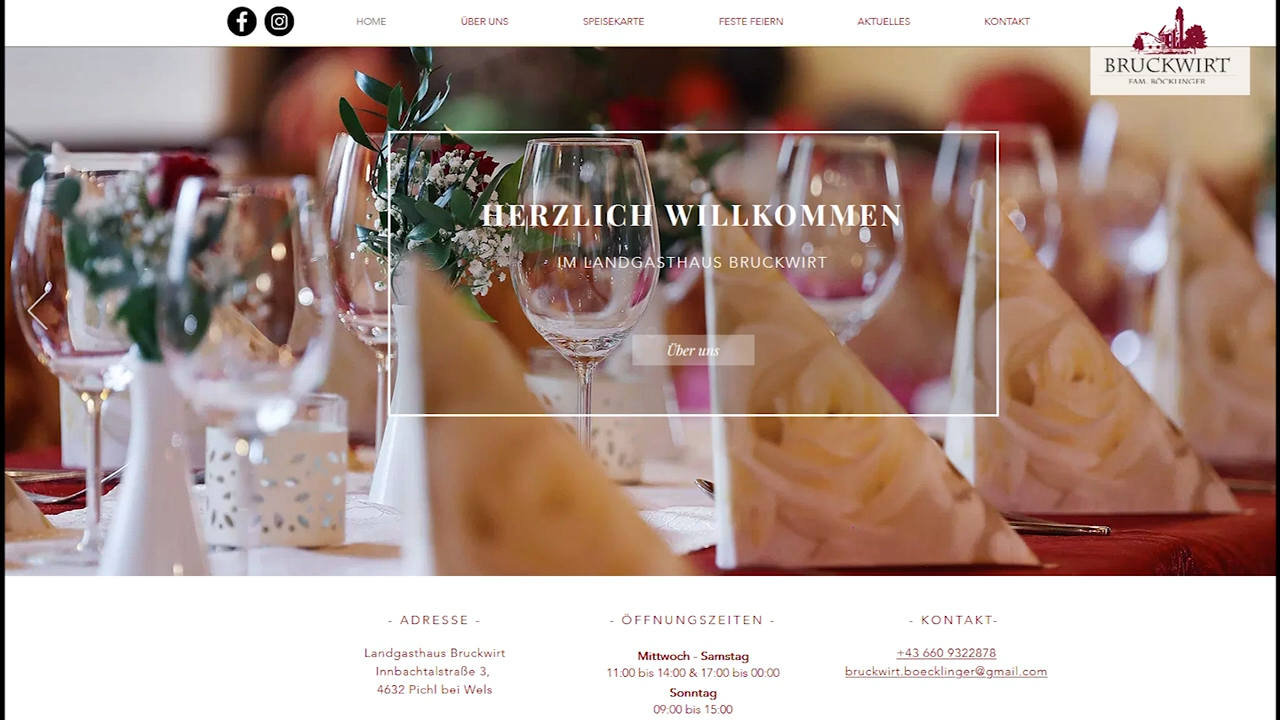 HOME
ÜBER UNS
SPEISEKARTE
FESTE FEIERN
AKTUELLES
KONTAKT
BRUCKWIRT
FAM. BÖCKLINGER
HERZLICH WILLKOMMEN
IM LANDGASTHAUS BRUCKWIRT
Über uns
- ADRESSE -
Landgasthaus Bruckwirt
Innbachtalstraße 3,
4632 Pichl bei Wels
- ÖFFNUNGSZEITEN -
Mittwoch - Samstag
11:00 bis 14:00 & 17:00 bis 00:00
Sonntag
09:00 bis 15:00
- KONTAKT-
+43 660 9322878
bruckwirt.boecklinger@gmail.com